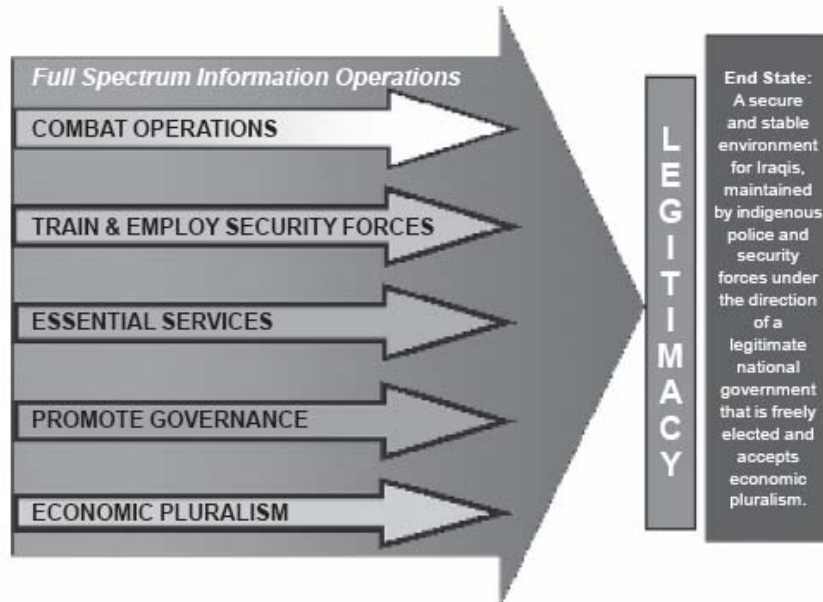 Full Spectrum Information Operations
COMBAT OPERATIONS
TRAIN & EMPLOY SECURITY FORCES
ESSENTIAL SERVICES
PROMOTE GOVERNANCE
ECONOMIC PLURALISM
LEGITIMACY
End State:
A secure
and stable
environment
for Iraqis,
maintained
by indigenous
police and
security
forces under
the direction
of a
legitimate
national
government
that is freely
elected and
accepts
economic
pluralism.